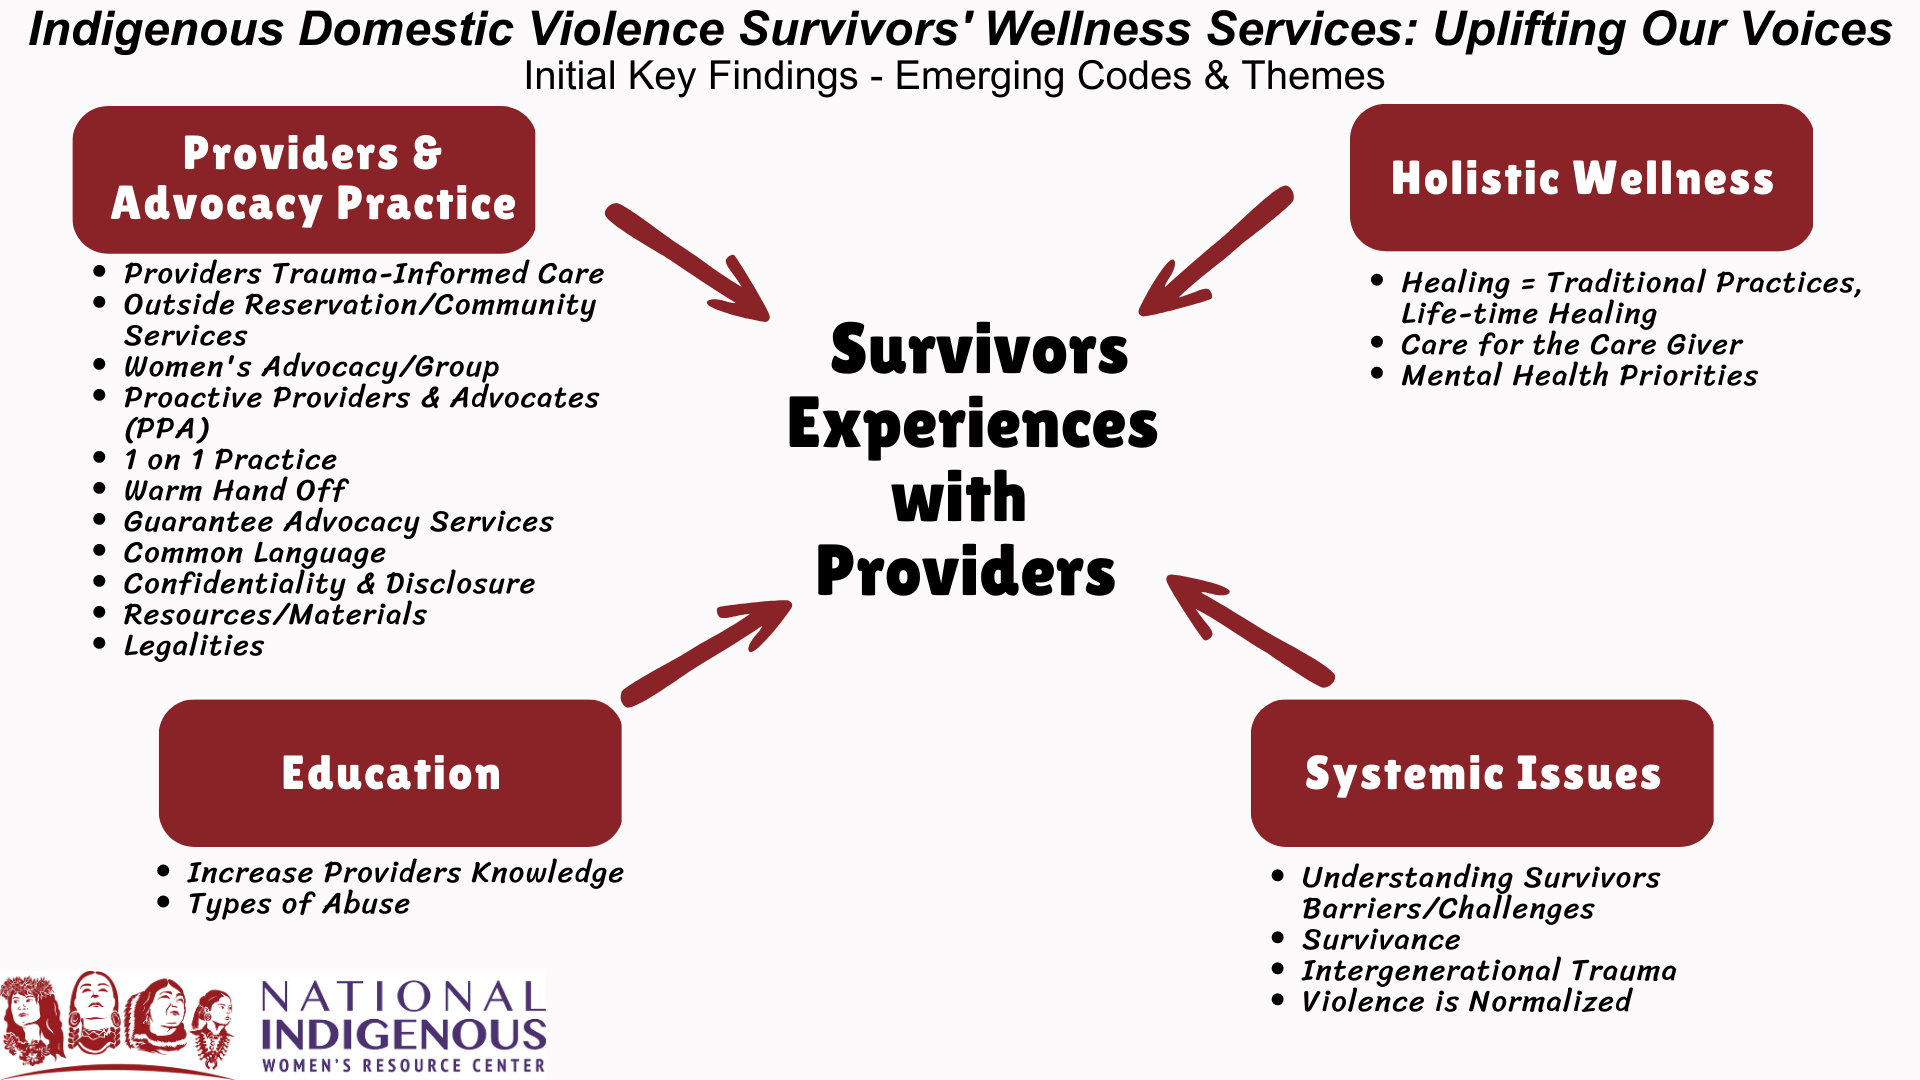 Indigenous Domestic Violence Survivors' Wellness Services: Uplifting Our Voices
Initial Key Findings - Emerging Codes & Themes
Providers &
Advocacy Practice
• Providers Trauma-Informed Care
• Outside Reservation/Community
Services
• Women's Advocacy/Group
• Proactive Providers & Advocates
(PPA)
• 1 on 1 Practice
• Warm Hand Off
• Guarantee Advocacy Services
• Common Language
• Confidentiality & Disclosure
• Resources/Materials
• Legalities
Holistic Wellness
• Healing = Traditional Practices,
Life-time Healing
• Care for the Care Giver
• Mental Health Priorities
Survivors
Experiences
with
Providers
Education
• Increase Providers Knowledge
• Types of Abuse
Systemic Issues
• Understanding Survivors
Barriers/Challenges
• Survivance
• Intergenerational Trauma
• Violence is Normalized
NATIONAL
INDIGENOUS
WOMEN'S RESOURCE CENTER